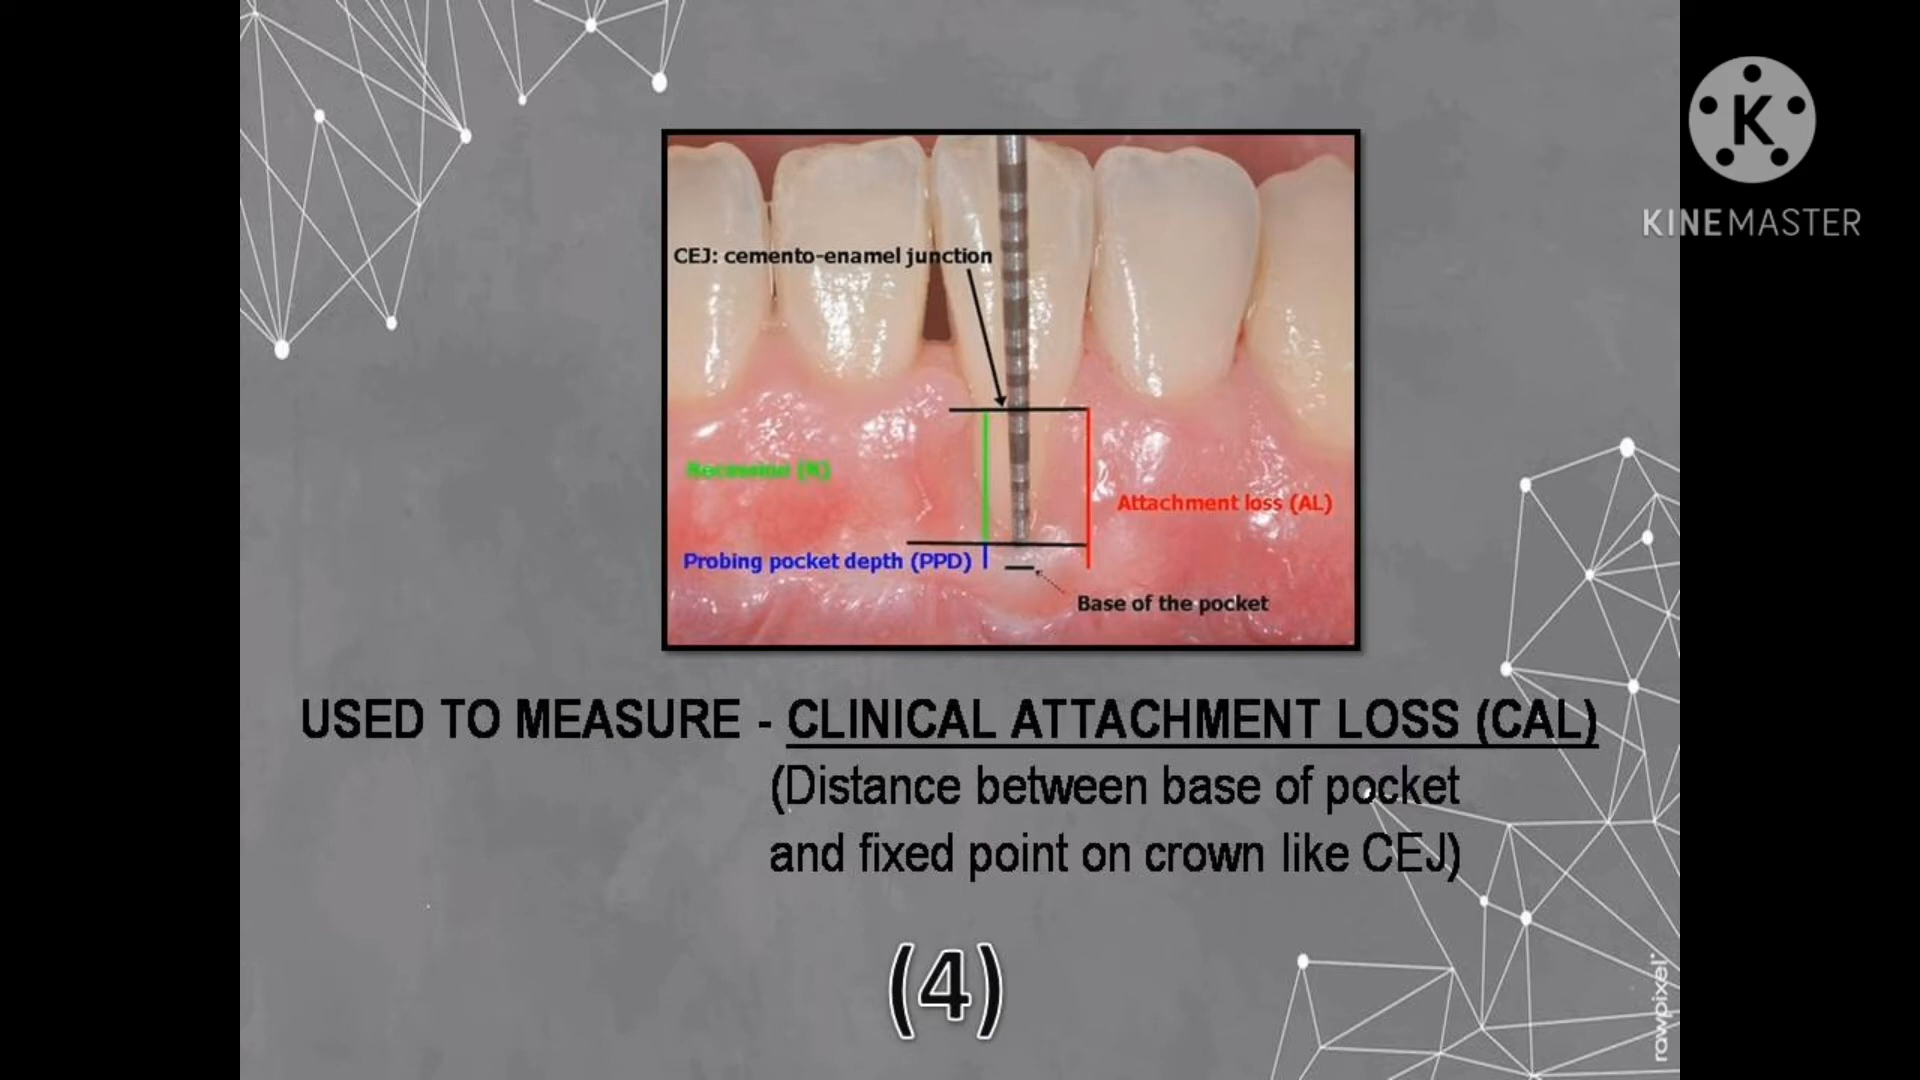 K
KINEMASTER
CEJ: cemento-enamel junction
Recession (R)
Attachment loss (AL)
Probing pocket depth (PPD)
Base of the pocket
USED TO MEASURE - CLINICAL ATTACHMENT LOSS (CAL)
(Distance between base of pocket
and fixed point on crown like CEJ)
(4)
rawpixel